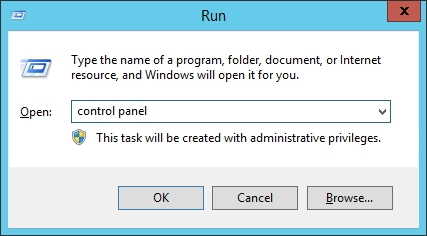 Run
x
Type the name of a program, folder, document, or Internet
resource, and Windows will open it for you.
Open: control panel
This task will be created with administrative privileges.
OK Cancel Browse...